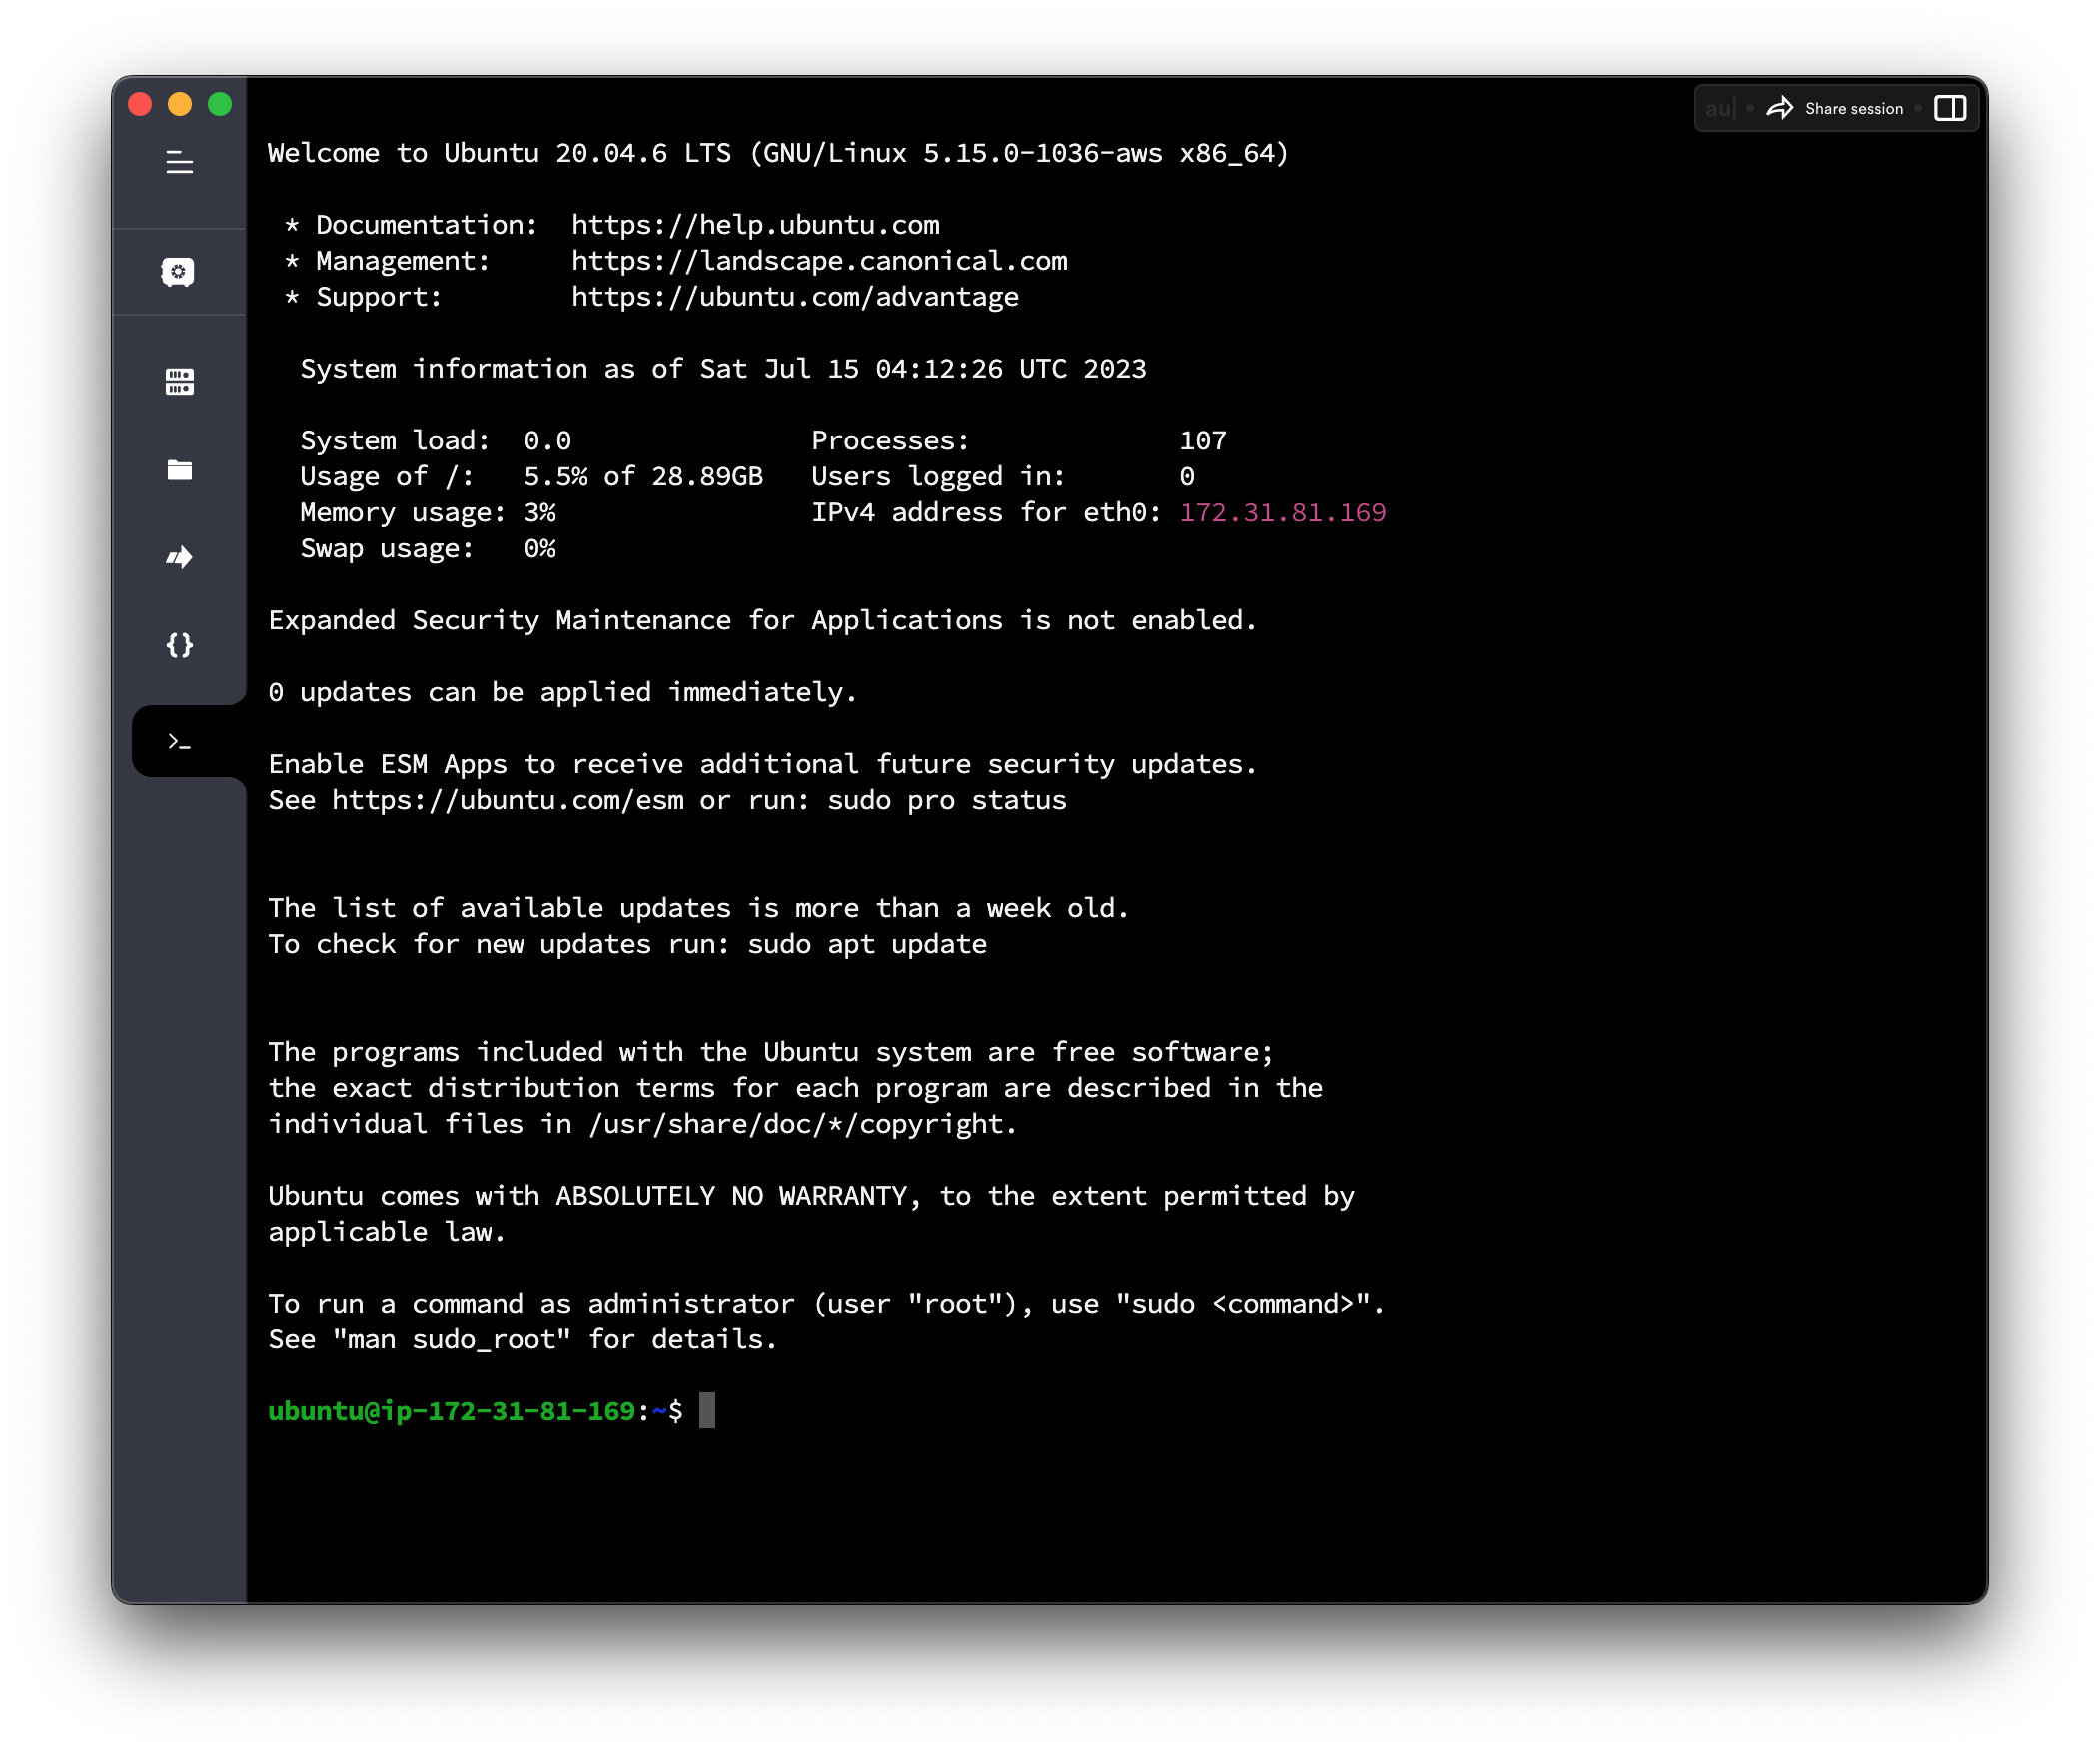 au|
Share session
Welcome to Ubuntu 20.04.6 LTS (GNU/Linux 5.15.0-1036-aws x86_64)
* Documentation:  https://help.ubuntu.com
* Management:     https://landscape.canonical.com
* Support:        https://ubuntu.com/advantage
System information as of Sat Jul 15 04:12:26 UTC 2023
System load:  0.0               Processes:             107
Usage of /:   5.5% of 28.89GB   Users logged in:       0
Memory usage: 3%                IPv4 address for eth0: 172.31.81.169
Swap usage:   0%
Expanded Security Maintenance for Applications is not enabled.
0 updates can be applied immediately.
Enable ESM Apps to receive additional future security updates.
See https://ubuntu.com/esm or run: sudo pro status
The list of available updates is more than a week old.
To check for new updates run: sudo apt update
The programs included with the Ubuntu system are free software;
the exact distribution terms for each program are described in the
individual files in /usr/share/doc/*/copyright.
Ubuntu comes with ABSOLUTELY NO WARRANTY, to the extent permitted by
applicable law.
To run a command as administrator (user "root"), use "sudo <command>".
See "man sudo_root" for details.
ubuntu@ip-172-31-81-169:~$